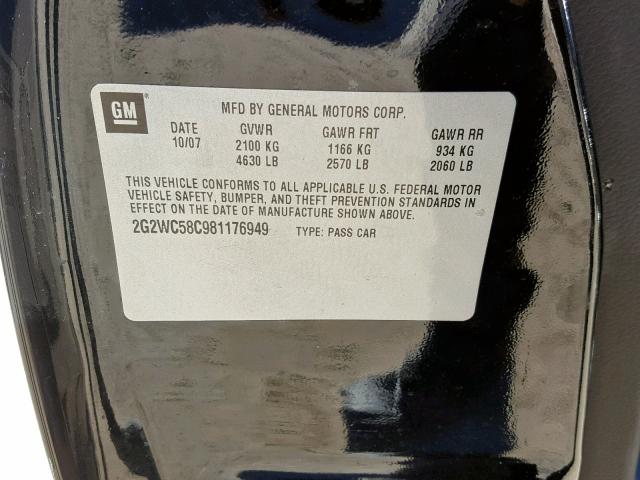 GM ® MFD BY GENERAL MOTORS CORP.
DATE GVWR GAWR FRT GAWR RR
10/07 2100 KG 1166 KG 934 KG
4630 LB 2570 LB 2060 LB
THIS VEHICLE CONFORMS TO ALL APPLICABLE U.S. FEDERAL MOTOR
VEHICLE SAFETY, BUMPER, AND THEFT PREVENTION STANDARDS IN
EFFECT ON THE DATE OF MANUFACTURE SHOWN ABOVE.
2G2WC58C981176949 TYPE: PASS CAR